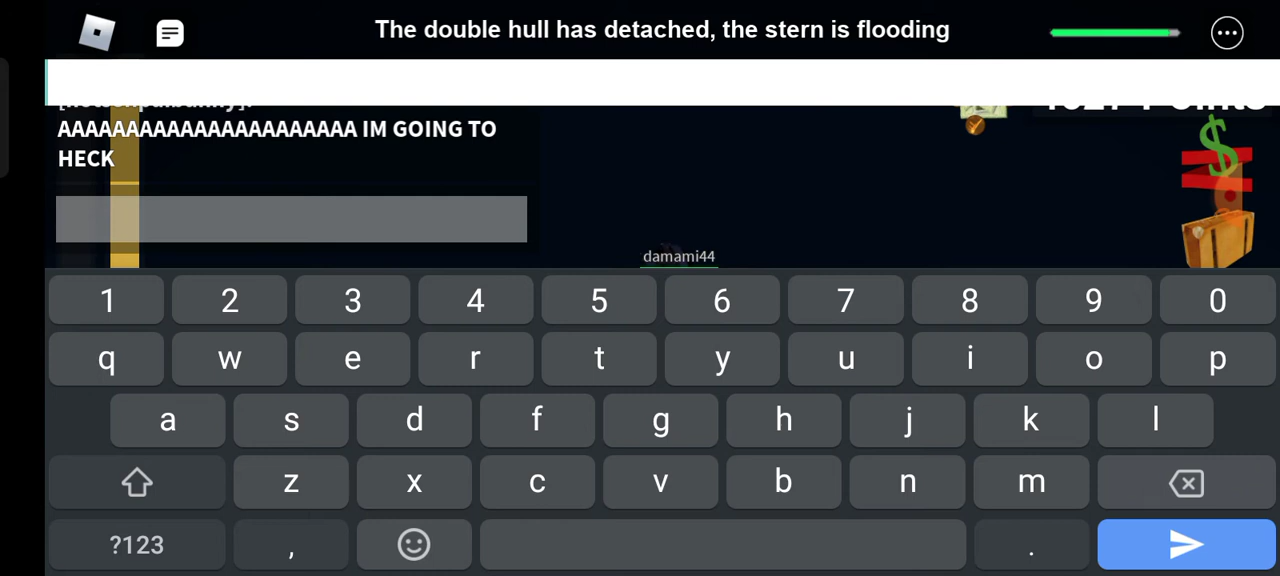 The double hull has detached, the stern is flooding
AAAAAAAAAAAAAAAAAAAAAA IM GOING TO
HECK
damami44
1 2 3 4 5 6 7 8 9 0
q w e r t y u i o p
a s d f g h j k l
z x c v b n m
?123 , .